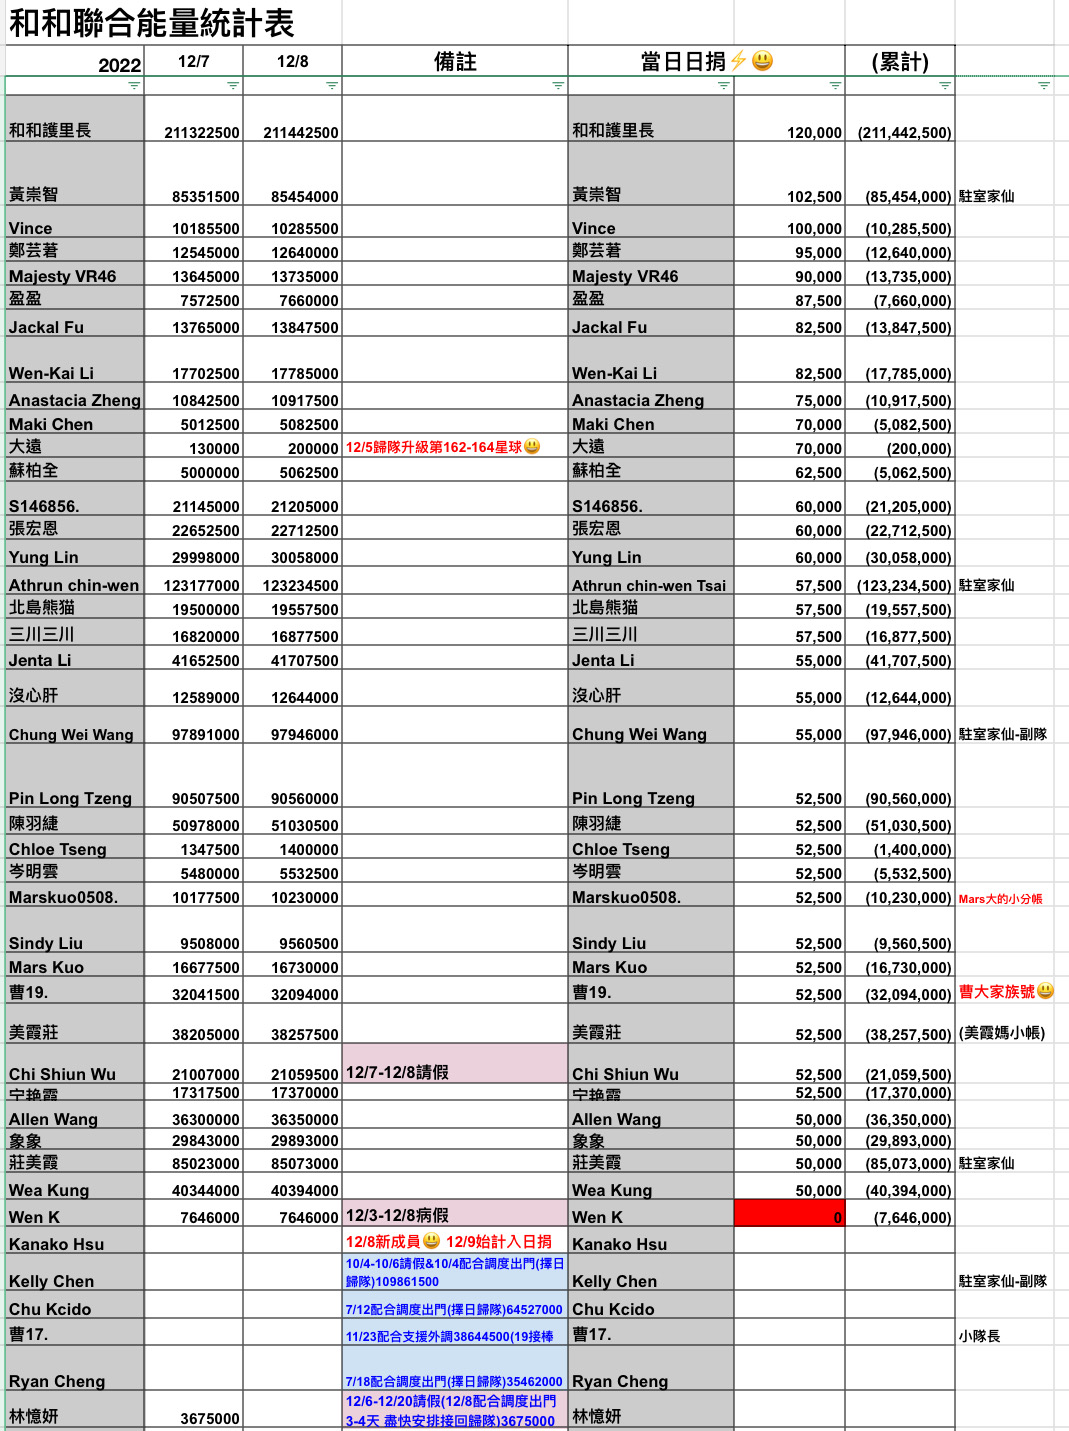 和和聯合能量統計表
2022 12/7 12/8 備註 當日日捐⚡😃 (累計)
和和護里長 211322500 211442500 和和護里長 120,000 (211,442,500)
黃崇智 85351500 85454000 黃崇智 102,500 (85,454,000) 駐室家仙
Vince 10185500 10285500 Vince 100,000 (10,285,500)
鄭芸著 12545000 12640000 鄭芸著 95,000 (12,640,000)
Majesty VR46 13645000 13735000 Majesty VR46 90,000 (13,735,000)
盈盈 7572500 7660000 盈盈 87,500 (7,660,000)
Jackal Fu 13765000 13847500 Jackal Fu 82,500 (13,847,500)
Wen-Kai Li 17702500 17785000 Wen-Kai Li 82,500 (17,785,000)
Anastacia Zheng 10842500 10917500 Anastacia Zheng 75,000 (10,917,500)
Maki Chen 5012500 5082500 Maki Chen 70,000 (5,082,500)
大遠 130000 200000 12/5歸隊升級第162-164星球😃 大遠 70,000 (200,000)
蘇柏全 5000000 5062500 蘇柏全 62,500 (5,062,500)
S146856. 21145000 21205000 S146856. 60,000 (21,205,000)
張宏恩 22652500 22712500 張宏恩 60,000 (22,712,500)
Yung Lin 29998000 30058000 Yung Lin 60,000 (30,058,000)
Athrun chin-wen 123177000 123234500 Athrun chin-wen Tsai 57,500 (123,234,500) 駐室家仙
北島熊猫 19500000 19557500 北島熊猫 57,500 (19,557,500)
三川三川 16820000 16877500 三川三川 57,500 (16,877,500)
Jenta Li 41652500 41707500 Jenta Li 55,000 (41,707,500)
沒心肝 12589000 12644000 沒心肝 55,000 (12,644,000)
Chung Wei Wang 97891000 97946000 Chung Wei Wang 55,000 (97,946,000) 駐室家仙-副隊
Pin Long Tzeng 90507500 90560000 Pin Long Tzeng 52,500 (90,560,000)
陳羽緁 50978000 51030500 陳羽緁 52,500 (51,030,500)
Chloe Tseng 1347500 1400000 Chloe Tseng 52,500 (1,400,000)
岑明雲 5480000 5532500 岑明雲 52,500 (5,532,500)
Marskuo0508. 10177500 10230000 Marskuo0508. 52,500 (10,230,000) Mars大的小分帳
Sindy Liu 9508000 9560500 Sindy Liu 52,500 (9,560,500)
Mars Kuo 16677500 16730000 Mars Kuo 52,500 (16,730,000)
曹19. 32041500 32094000 曹19. 52,500 (32,094,000) 曹大家族號😃
美霞莊 38205000 38257500 美霞莊 52,500 (38,257,500) (美霞媽小帳)
Chi Shiun Wu 21007000 21059500 12/7-12/8請假 Chi Shiun Wu 52,500 (21,059,500)
17317500 17370000 52,500 (17,370,000)
Allen Wang 36300000 36350000 Allen Wang 50,000 (36,350,000)
象象 29843000 29893000 象象 50,000 (29,893,000)
莊美霞 85023000 85073000 莊美霞 50,000 (85,073,000) 駐室家仙
Wea Kung 40344000 40394000 Wea Kung 50,000 (40,394,000)
Wen K 7646000 7646000 12/3-12/8病假 Wen K 0 (7,646,000)
Kanako Hsu 12/8新成員😃 12/9始計入日捐 Kanako Hsu
10/4-10/6請假&10/4配合調度出門(擇日
Kelly Chen 歸隊)109861500 Kelly Chen 駐室家仙-副隊
Chu Kcido 7/12配合調度出門(擇日歸隊)64527000 Chu Kcido
曹17. 11/23配合支援外調38644500(19接棒 曹17. 小隊長
Ryan Cheng 7/18配合調度出門(擇日歸隊)35462000 Ryan Cheng
12/6-12/20請假(12/8配合調度出門
林憶妍 3675000 3-4天 盡快安排接回歸隊)3675000 林憶妍